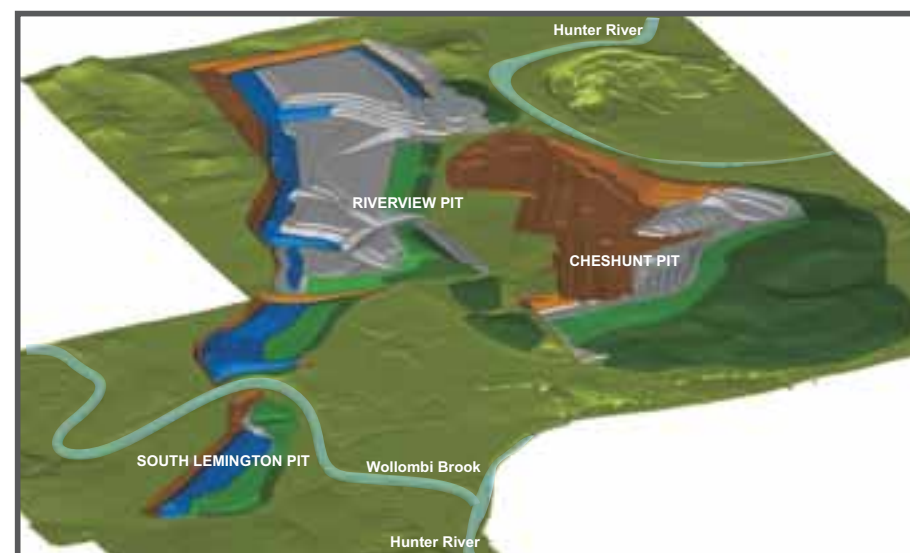 Hunter River
RIVERVIEW PIT
CHESHUNT PIT
SOUTH LEMINGTON PIT
Wollombi Brook
Hunter River